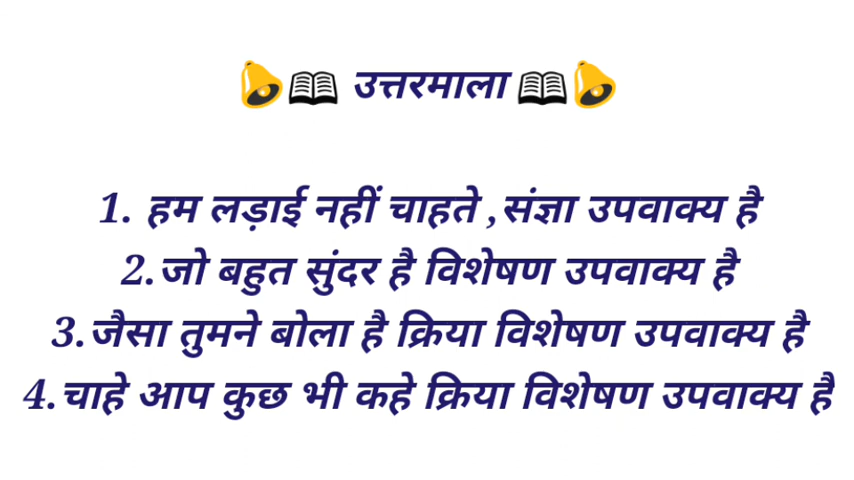 🔔📖 उत्तरमाला 📖🔔
1. हम लड़ाई नहीं चाहते ,संज्ञा उपवाक्य है
2.जो बहुत सुंदर है विशेषण उपवाक्य है
3.जैसा तुमने बोला है क्रिया विशेषण उपवाक्य है
4.चाहे आप कुछ भी कहे क्रिया विशेषण उपवाक्य है